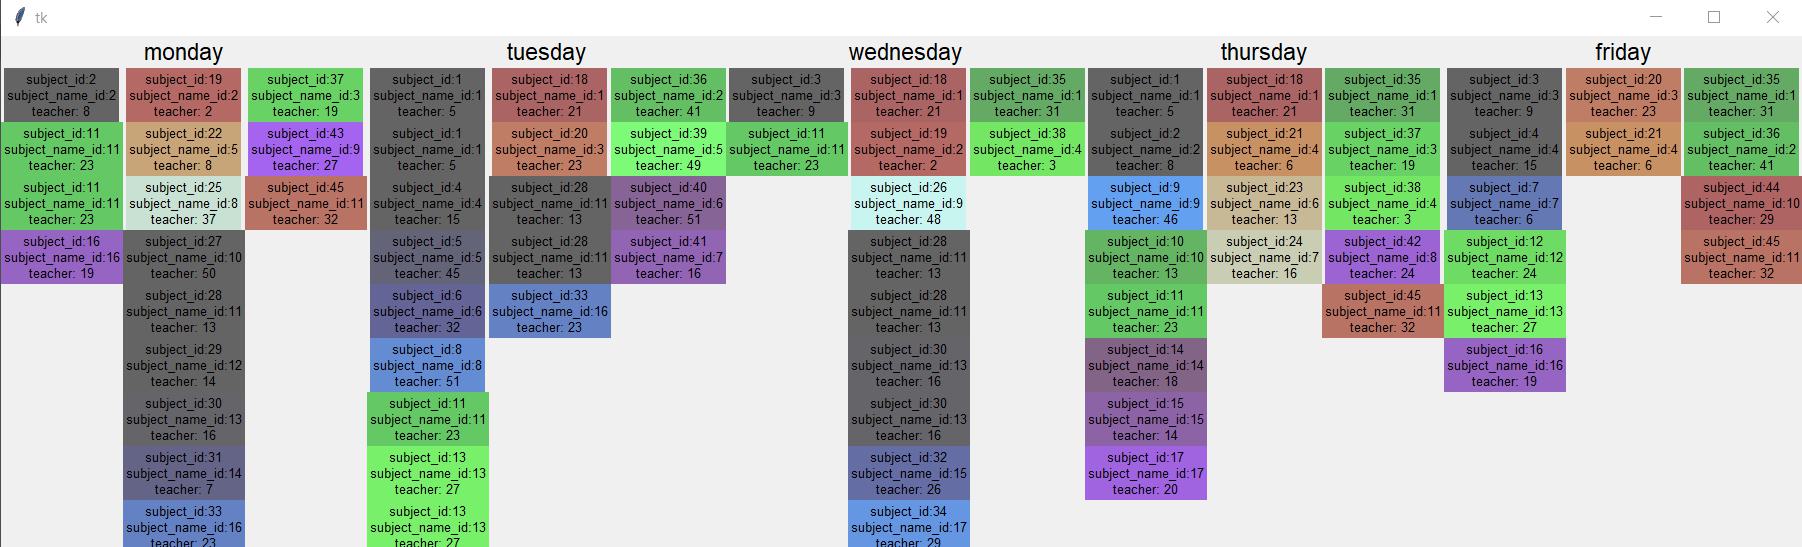 tk
monday
subject_id:2
subject_name_id:2
teacher: 8
subject_id:11
subject_name_id:11
teacher: 23
subject_id:11
subject_name_id:11
teacher: 23
subject_id:16
subject_name_id:16
teacher: 19
subject_id:19
subject_name_id:2
teacher: 2
subject_id:22
subject_name_id:5
teacher: 8
subject_id:25
subject_name_id:8
teacher: 37
subject_id:27
subject_name_id:10
teacher: 50
subject_id:28
subject_name_id:11
teacher: 13
subject_id:29
subject_name_id:12
teacher: 14
subject_id:30
subject_name_id:13
teacher: 16
subject_id:31
subject_name_id:14
teacher: 7
subject_id:33
subject_name_id:16
teacher: 23
subject_id:37
subject_name_id:3
teacher: 19
subject_id:43
subject_name_id:9
teacher: 27
subject_id:45
subject_name_id:11
teacher: 32
tuesday
subject_id:1
subject_name_id:1
teacher: 5
subject_id:1
subject_name_id:1
teacher: 5
subject_id:4
subject_name_id:4
teacher: 15
subject_id:5
subject_name_id:5
teacher: 45
subject_id:6
subject_name_id:6
teacher: 32
subject_id:8
subject_name_id:8
teacher: 51
subject_id:11
subject_name_id:11
teacher: 23
subject_id:13
subject_name_id:13
teacher: 27
subject_id:13
subject_name_id:13
teacher: 27
subject_id:18
subject_name_id:1
teacher: 21
subject_id:20
subject_name_id:3
teacher: 23
subject_id:28
subject_name_id:11
teacher: 13
subject_id:28
subject_name_id:11
teacher: 13
subject_id:33
subject_name_id:16
teacher: 23
subject_id:36
subject_name_id:2
teacher: 41
subject_id:39
subject_name_id:5
teacher: 49
subject_id:40
subject_name_id:6
teacher: 51
subject_id:41
subject_name_id:7
teacher: 16
wednesday
subject_id:3
subject_name_id:3
teacher: 9
subject_id:11
subject_name_id:11
teacher: 23
subject_id:18
subject_name_id:1
teacher: 21
subject_id:19
subject_name_id:2
teacher: 2
subject_id:26
subject_name_id:9
teacher: 48
subject_id:28
subject_name_id:11
teacher: 13
subject_id:28
subject_name_id:11
teacher: 13
subject_id:30
subject_name_id:13
teacher: 16
subject_id:30
subject_name_id:13
teacher: 16
subject_id:32
subject_name_id:15
teacher: 26
subject_id:34
subject_name_id:17
teacher: 29
subject_id:35
subject_name_id:1
teacher: 31
subject_id:38
subject_name_id:4
teacher: 3
thursday
subject_id:1
subject_name_id:1
teacher: 5
subject_id:2
subject_name_id:2
teacher: 8
subject_id:9
subject_name_id:9
teacher: 46
subject_id:10
subject_name_id:10
teacher: 13
subject_id:11
subject_name_id:11
teacher: 23
subject_id:14
subject_name_id:14
teacher: 18
subject_id:15
subject_name_id:15
teacher: 14
subject_id:17
subject_name_id:17
teacher: 20
subject_id:18
subject_name_id:1
teacher: 21
subject_id:21
subject_name_id:4
teacher: 6
subject_id:23
subject_name_id:6
teacher: 13
subject_id:24
subject_name_id:7
teacher: 16
subject_id:35
subject_name_id:1
teacher: 31
subject_id:37
subject_name_id:3
teacher: 19
subject_id:38
subject_name_id:4
teacher: 3
subject_id:42
subject_name_id:8
teacher: 24
subject_id:45
subject_name_id:11
teacher: 32
friday
subject_id:3
subject_name_id:3
teacher: 9
subject_id:4
subject_name_id:4
teacher: 15
subject_id:7
subject_name_id:7
teacher: 6
subject_id:12
subject_name_id:12
teacher: 24
subject_id:13
subject_name_id:13
teacher: 27
subject_id:16
subject_name_id:16
teacher: 19
subject_id:20
subject_name_id:3
teacher: 23
subject_id:21
subject_name_id:4
teacher: 6
subject_id:35
subject_name_id:1
teacher: 31
subject_id:36
subject_name_id:2
teacher: 41
subject_id:44
subject_name_id:10
teacher: 29
subject_id:45
subject_name_id:11
teacher: 32